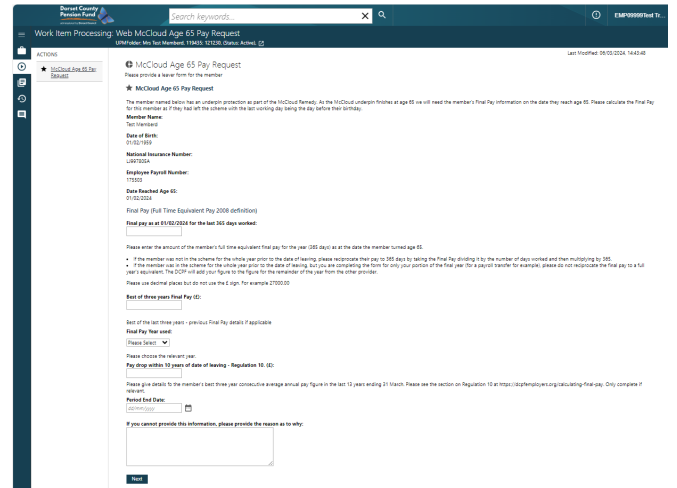 Dorset County
Pension Fund
Search keywords...
EMP09999Test Tr...
Work Item Processing: Web McCloud Age 65 Pay Request
UPMFolder: Mrs Test Memberd, 119435; 121230, (Status: Active),
Last Modified: 06/03/2024, 14:43:48
ACTIONS
McCloud Age 65 Pay
Request
McCloud Age 65 Pay Request
Please provide a leaver form for the member
McCloud Age 65 Pay Request
The member named below has an underpin protection as part of the McCloud Remedy. As the McCloud underpin finishes at age 65 we will need the member's Final Pay information on the date they reach age 60. Please calculate the Final Pay
for this member as if they had left the scheme with the last working day being the day before their birthday.
Member Name:
Test Memberd
Date of Birth:
01/02/1959
National Insurance Number:
LJ997805A
Employee Payroll Number:
175503
Date Reached Age 65:
01/02/2024
Final Pay (Full Time Equivalent Pay 2008 definition)
Final pay as at 01/02/2024 for the last 365 days worked:
Please enter the amount of the member's full time equivalent final pay for the year (365 days) as at the date the member turned age 65.
If the member was not in the scheme for the whole year prior to the date of leaving, please reciprocate their pay to 365 days by taking the Final Pay dividing it by the number of days worked and then multiplying by 365.
If the member was in the scheme for the whole year prior to the date of leaving, but you are completing the form for only your portion of the final year (for a payroll transfer for example), please do not reciprocate the final pay to a full
year's equivalent. The DCPF will add your figure to the figure for the remainder of the year from the other provider.
Please use decimal places but do not use the £ sign. For example 27000.00
Best of three years Final Pay (£):
Best of the last three years - previous Final Pay details if applicable
Final Pay Year used:
Please Select
Please choose the relevant year.
Pay drop within 10 years of date of leaving - Regulation 10. (£):
Please give details fo the member's best three year consecutive average annual pay figure in the last 13 years ending 31 March. Please see the section on Regulation 10 at https://dcpfemployers.org/calculating-final-pay. Only complete if
relevant.
Period End Date:
dd/mm/yyyy
If you cannot provide this information, please provide the reason as to why:
Next